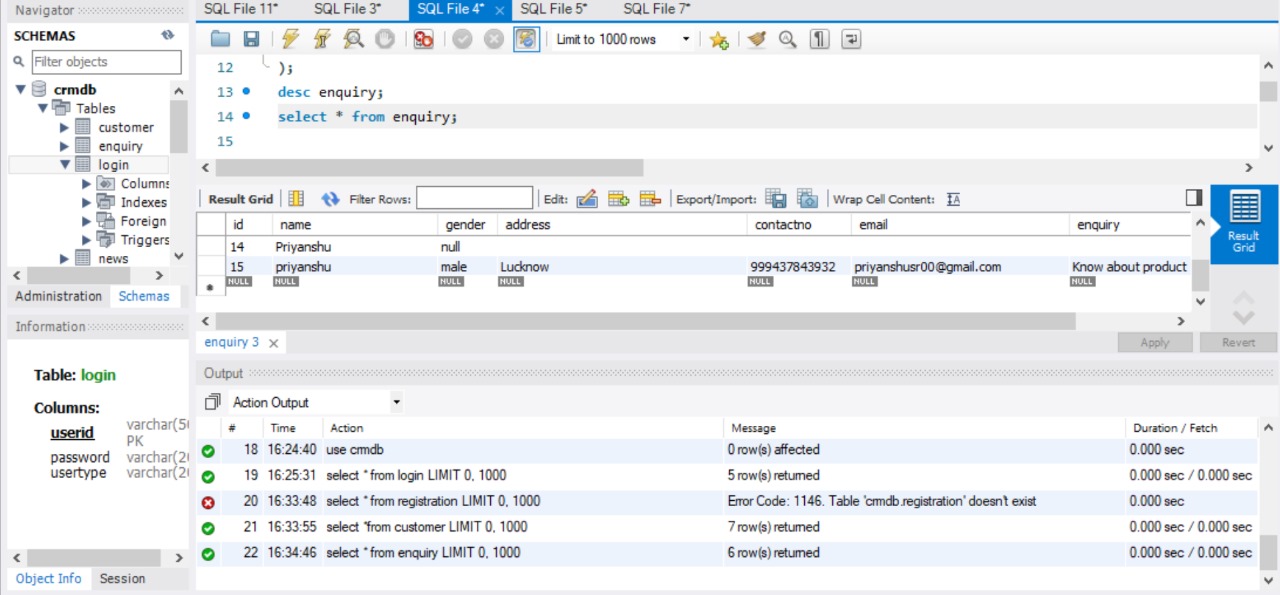 Navigator
SQL File 11* SQL File 3* SQL File 4* × SQL File 5* SQL File 7*
SCHEMAS
Limit to 1000 rows
Filter objects
crmdb
Tables
customer
enquiry
login
Columns
Indexes
Foreign
Triggers
news
Administration Schemas
12 );
13 desc enquiry;
14 select * from enquiry;
15
Result Grid Filter Rows: Edit: Export/Import: Wrap Cell Content:
id name gender address contactno email enquiry
14 Priyanshu null
15 priyanshu male Lucknow 999437843932 priyanshusr00@gmail.com Know about product
* NULL NULL NULL NULL NULL NULL NULL
Result
Grid
enquiry 3 × Apply Revert
Information
Table: login
Columns:
userid varchar(50
PK
password varchar(20
usertype varchar(20
Object Info Session
Output
Action Output
# Time Action Message Duration / Fetch
18 16:24:40 use crmdb 0 row(s) affected 0.000 sec
19 16:25:31 select * from login LIMIT 0, 1000 5 row(s) returned 0.000 sec / 0.000 sec
20 16:33:48 select * from registration LIMIT 0, 1000 Error Code: 1146. Table 'crmdb.registration' doesn't exist 0.000 sec
21 16:33:55 select *from customer LIMIT 0, 1000 7 row(s) returned 0.000 sec / 0.000 sec
22 16:34:46 select * from enquiry LIMIT 0, 1000 6 row(s) returned 0.000 sec / 0.000 sec